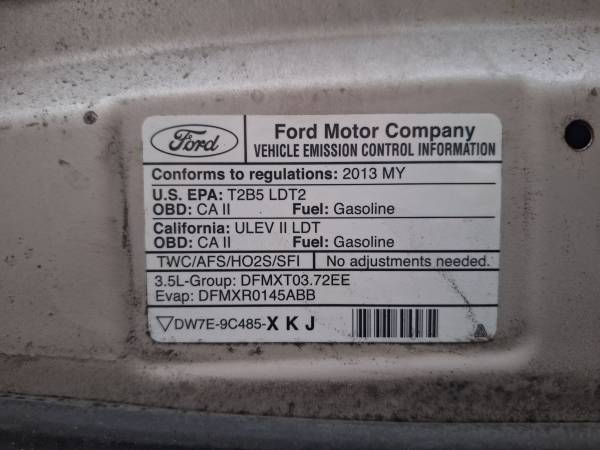 Ford
Ford Motor Company
VEHICLE EMISSION CONTROL INFORMATION
Conforms to regulations: 2013 MY
U.S. EPA: T2B5 LDT2
OBD: CA II Fuel: Gasoline
California: ULEV II LDT
OBD: CA II Fuel: Gasoline
TWC/AFS/HO2S/SFI No adjustments needed.
3.5L-Group: DFMXT03.72EE
Evap: DFMXR0145ABB
▽DW7E-9C485-X K J